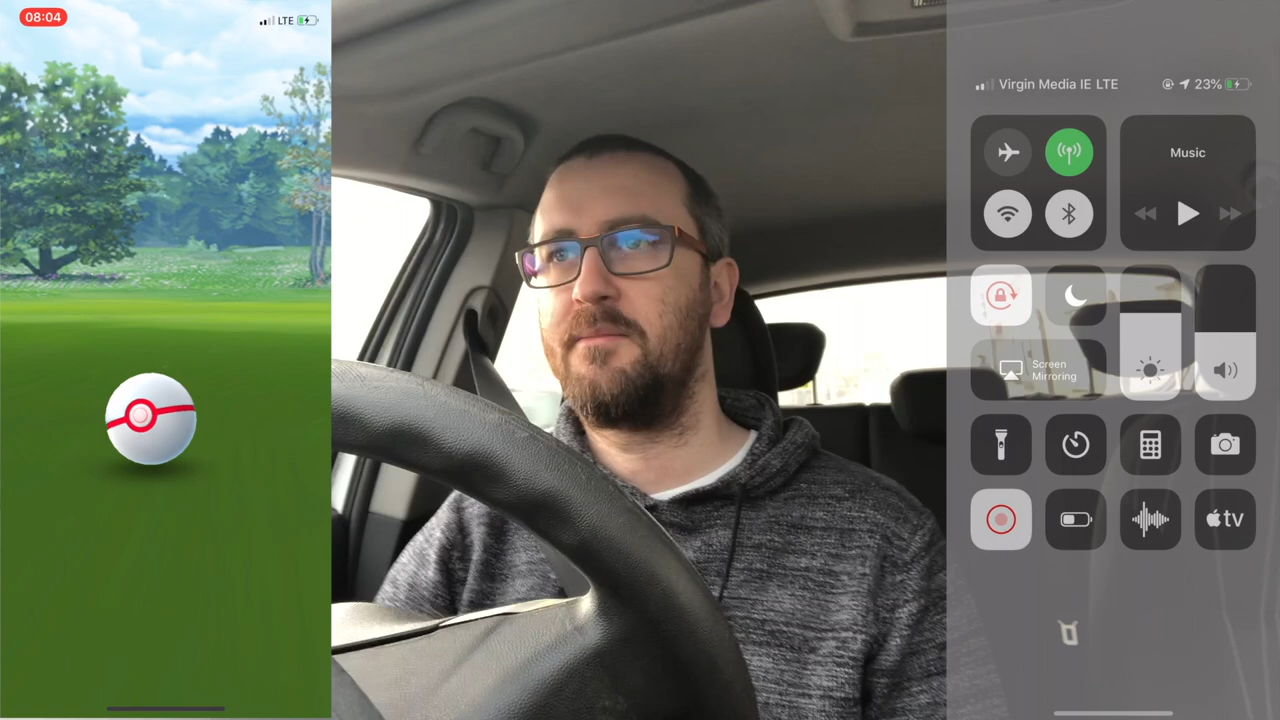 08:04
LTE
Virgin Media IE LTE
23%
Music
Screen
Mirroring
tv